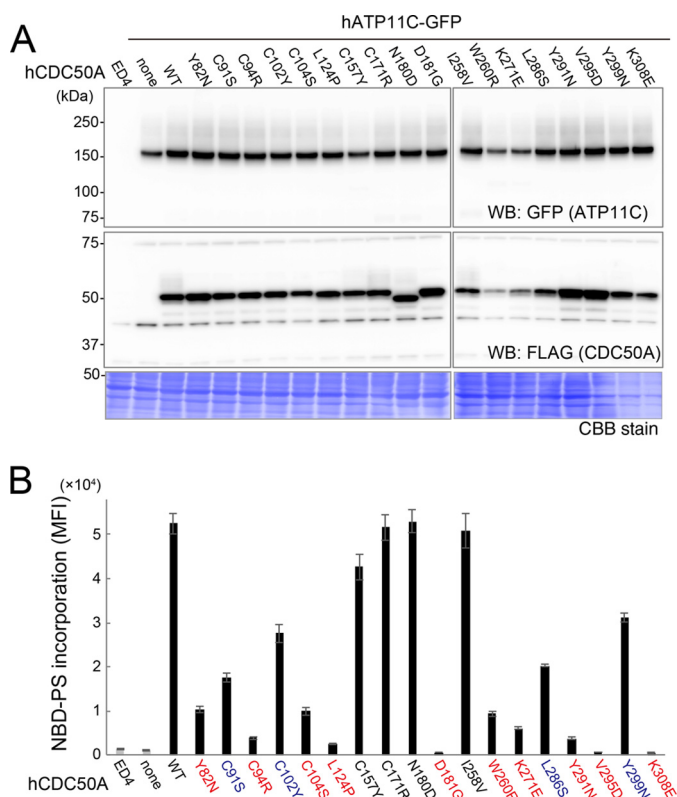 A
hATP11C-GFP
hCDC50A ED4 none WT Y82N C91S C94R C102Y C104S L124P C157Y C171R N180D D181G I258V W260R K271E L286S Y291N V295D Y299N K308E
(kDa)
250
150
100
75
WB: GFP (ATP11C)
75
50
37
WB: FLAG (CDC50A)
50
CBB stain
B
(×10⁴)
NBD-PS incorporation (MFI)
5
4
3
2
1
0
hCDC50A ED4 none WT Y82N C91S C94R C102Y C104S L124P C157Y C171R N180D D181G I258V W260R K271E L286S Y291N V295D Y299N K308E